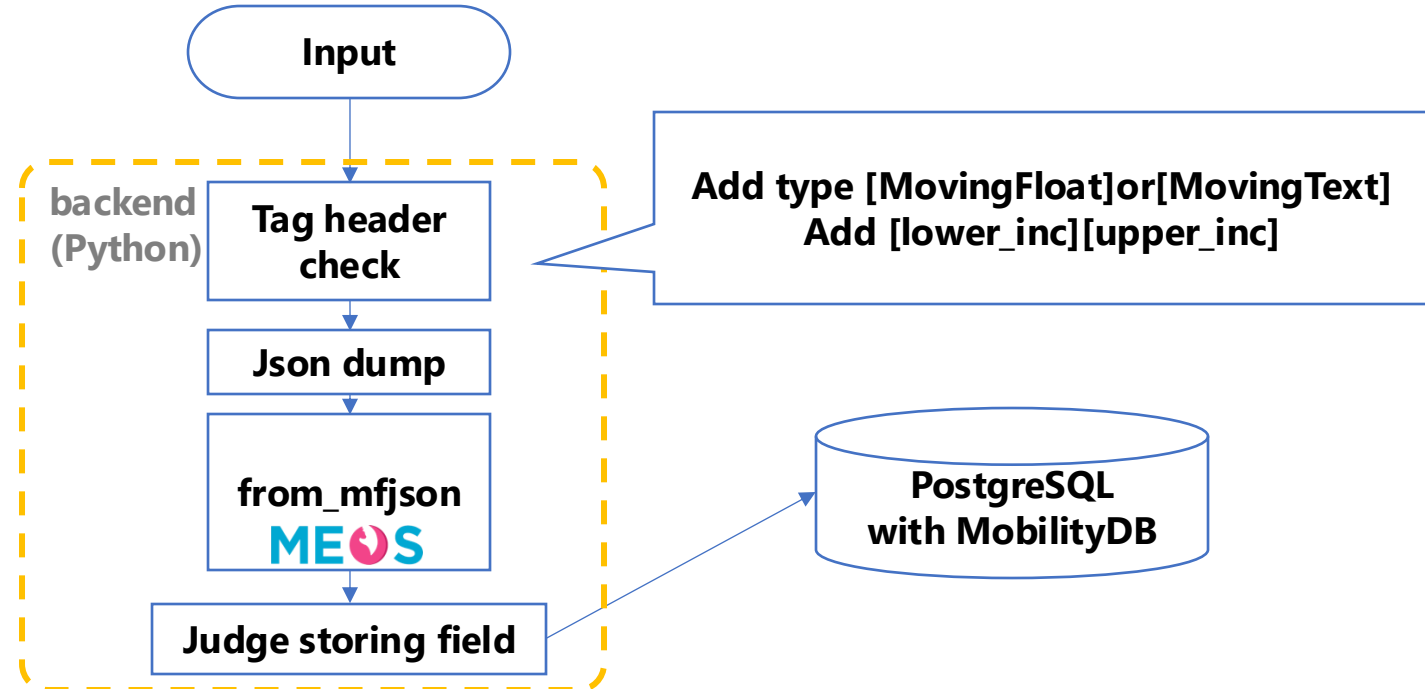 Input
backend
(Python)
Tag header
check
Add type [MovingFloat]or[MovingText]
Add [lower_inc][upper_inc]
Json dump
from_mfjson
MEOS
PostgreSQL
with MobilityDB
Judge storing field